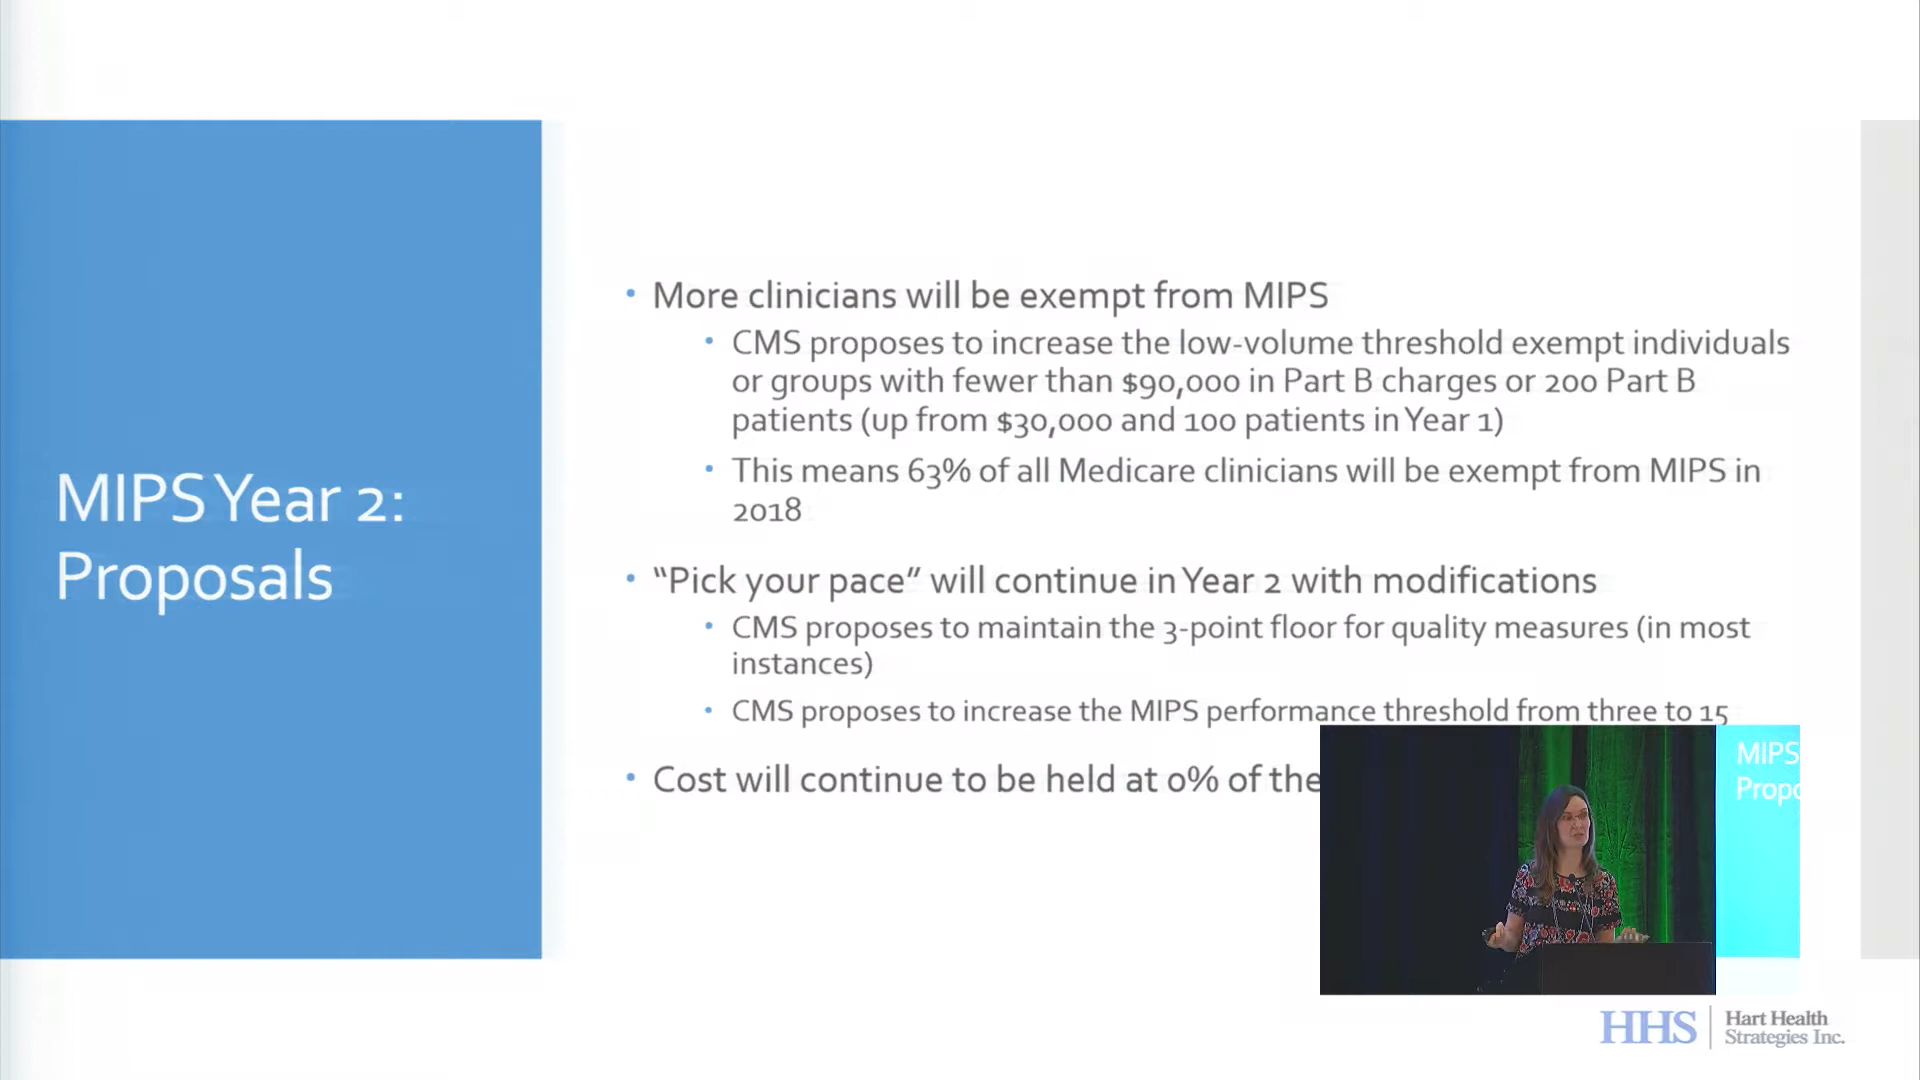 MIPS Year 2:
Proposals
• More clinicians will be exempt from MIPS
• CMS proposes to increase the low-volume threshold exempt individuals
or groups with fewer than $90,000 in Part B charges or 200 Part B
patients (up from $30,000 and 100 patients in Year 1)
• This means 63% of all Medicare clinicians will be exempt from MIPS in
2018
• “Pick your pace” will continue in Year 2 with modifications
• CMS proposes to maintain the 3-point floor for quality measures (in most
instances)
• CMS proposes to increase the MIPS performance threshold from three to 15
• Cost will continue to be held at 0% of the
MIPS
Propo
HHS
Hart Health
Strategies Inc.